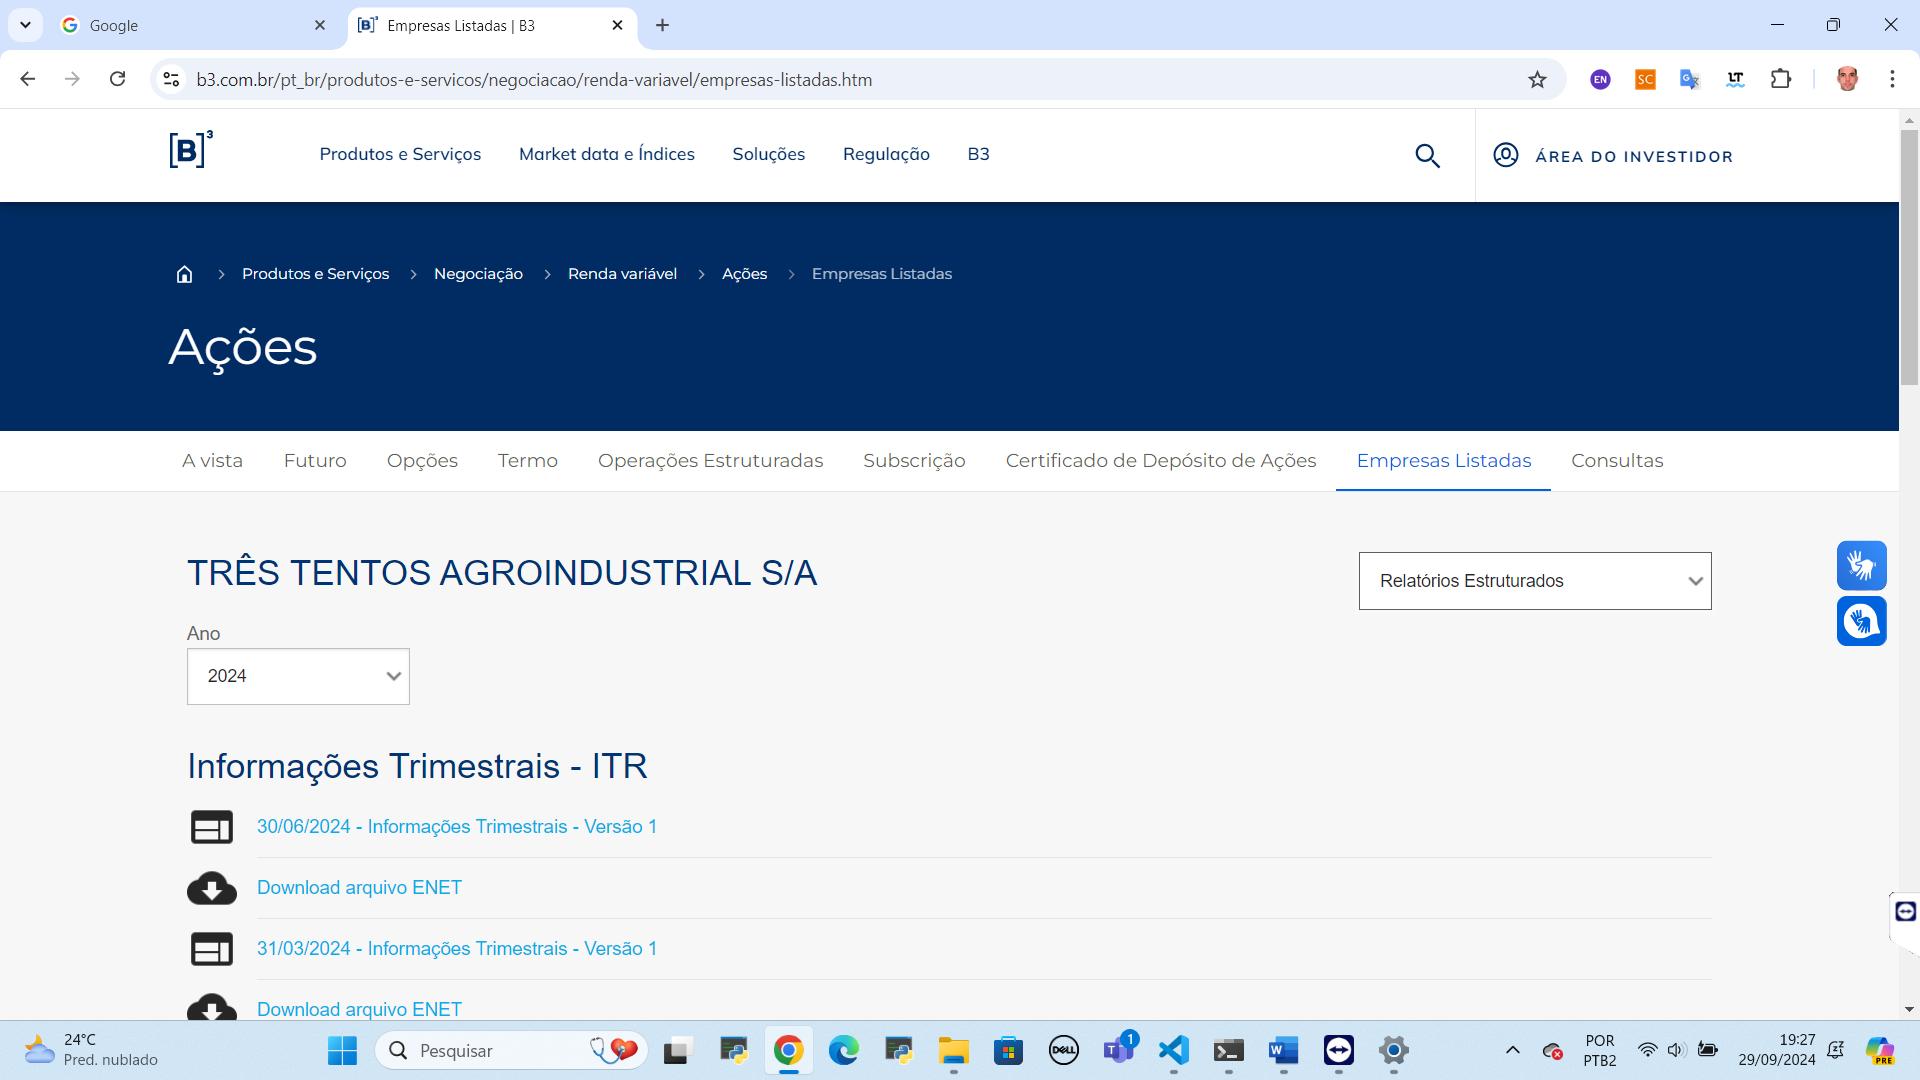 Google
Empresas Listadas | B3
b3.com.br/pt_br/produtos-e-servicos/negociacao/renda-variavel/empresas-listadas.htm
EN
SC
LT
[B]³
Produtos e Serviços
Market data e Índices
Soluções
Regulação
B3
ÁREA DO INVESTIDOR
Produtos e Serviços
Negociação
Renda variável
Ações
Empresas Listadas
Ações
A vista
Futuro
Opções
Termo
Operações Estruturadas
Subscrição
Certificado de Depósito de Ações
Empresas Listadas
Consultas
TRÊS TENTOS AGROINDUSTRIAL S/A
Relatórios Estruturados
Ano
2024
Informações Trimestrais - ITR
30/06/2024 - Informações Trimestrais - Versão 1
Download arquivo ENET
31/03/2024 - Informações Trimestrais - Versão 1
Download arquivo ENET
24°C
Pred. nublado
Pesquisar
DELL
1
POR
PTB2
19:27
29/09/2024
PRE